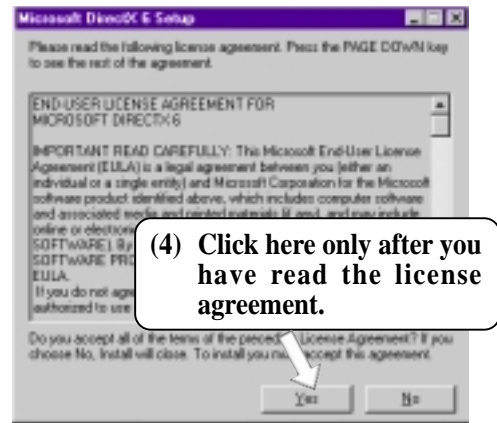 Microsoft DirectX 6 Setup
Please read the following license agreement. Press the PAGE DOWN key
to see the rest of the agreement.
END-USER LICENSE AGREEMENT FOR
MICROSOFT DIRECTX 6
IMPORTANT READ CAREFULLY: This Microsoft End-User License
Agreement (EULA) is a legal agreement between you (either an
individual or a single entity) and Microsoft Corporation for the Microsoft
software product identified above, which includes computer software
and associated media and printed materials (if any), and may include
online or electronic
SOFTWARE). By
SOFTWARE
EULA.
If you do not agree
authorized to use
(4) Click here only after you
have read the license
agreement.
Do you accept all of the terms of the preceding License Agreement? If you
choose No, Install will close. To install you must accept this agreement.
Yes
No